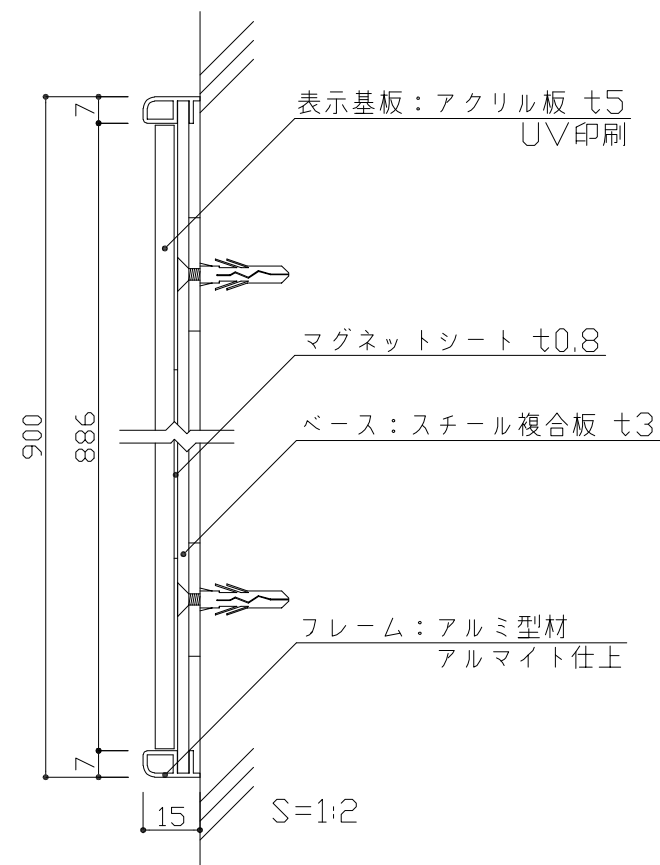 7
表示基板：アクリル板 t5
UV印刷
マグネットシート t0.8
900
886
ベース：スチール複合板 t3
フレーム：アルミ型材
アルマイト仕上
7
15
S=1:2